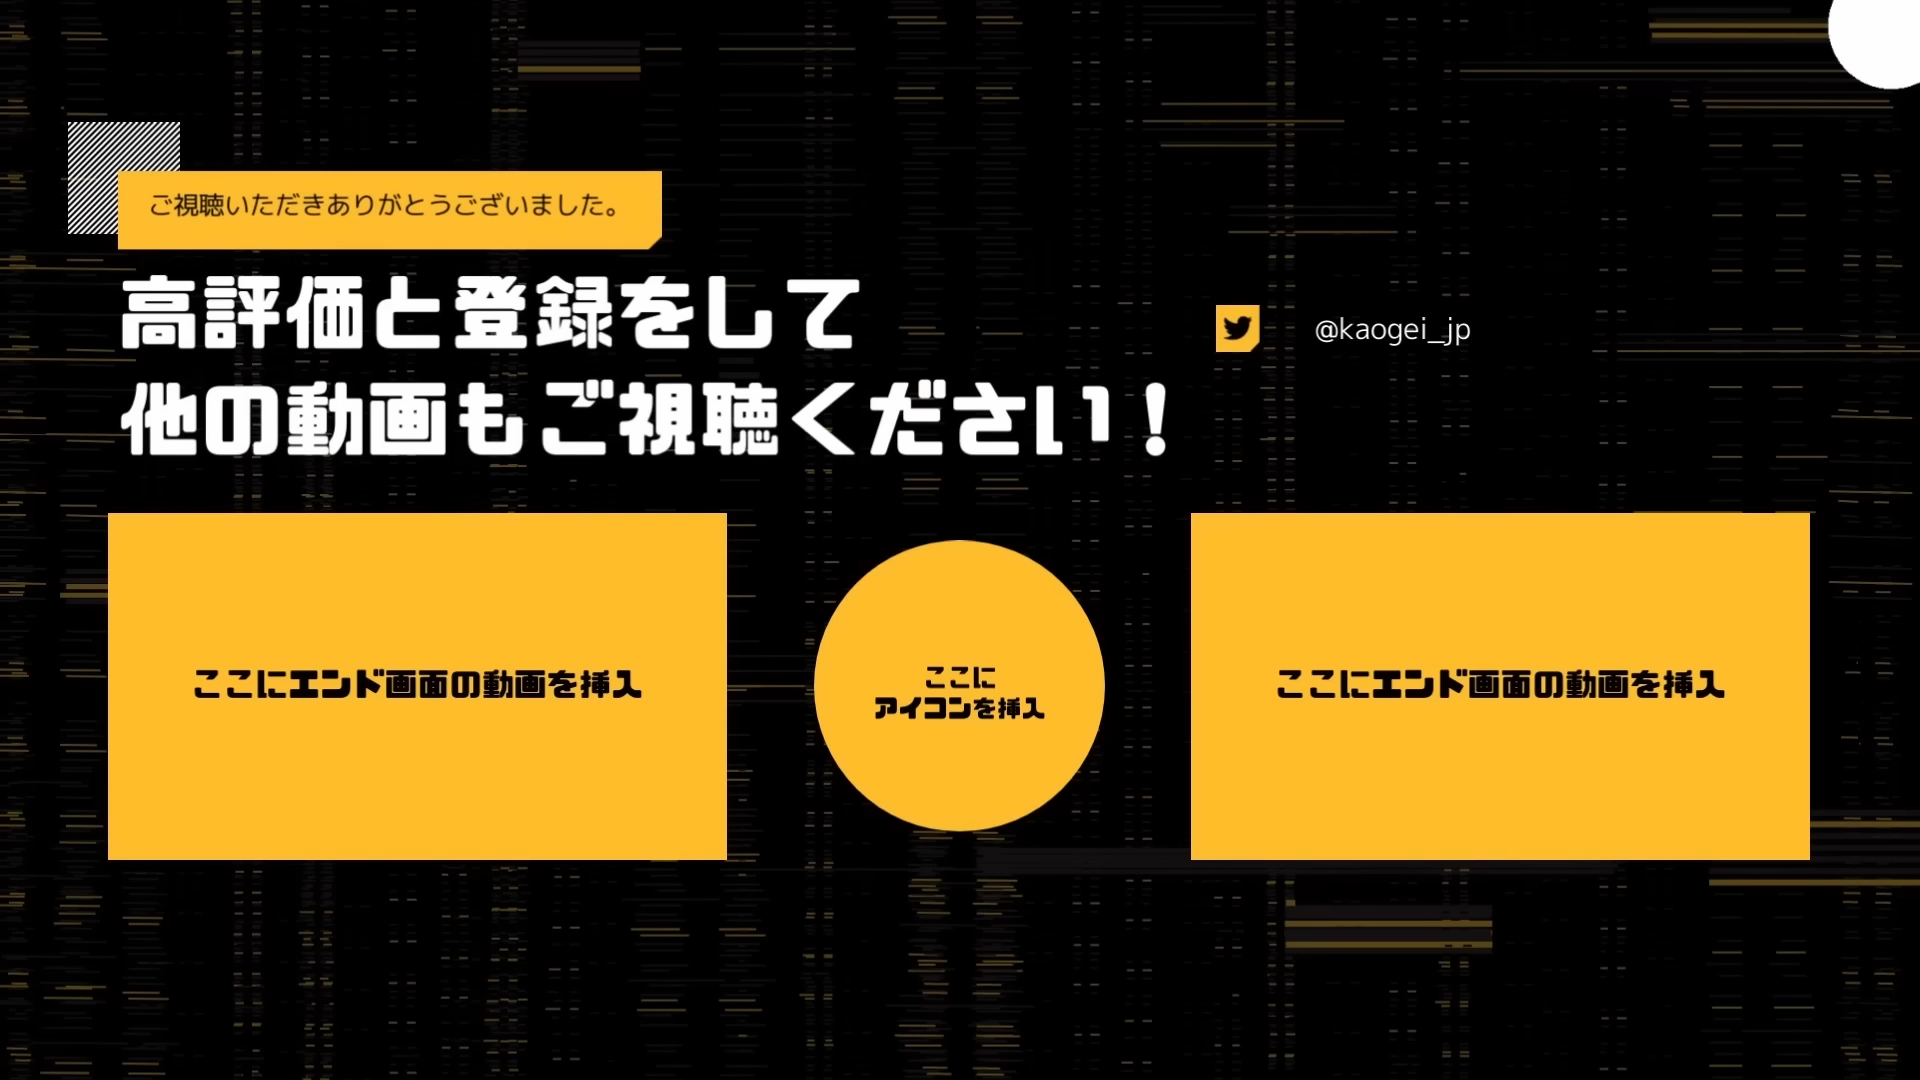 ご視聴いただきありがとうございました。
高評価と登録をして
他の動画もご視聴ください！
@kaogei_jp
ここにエンド画面の動画を挿入
ここに
アイコンを挿入
ここにエンド画面の動画を挿入